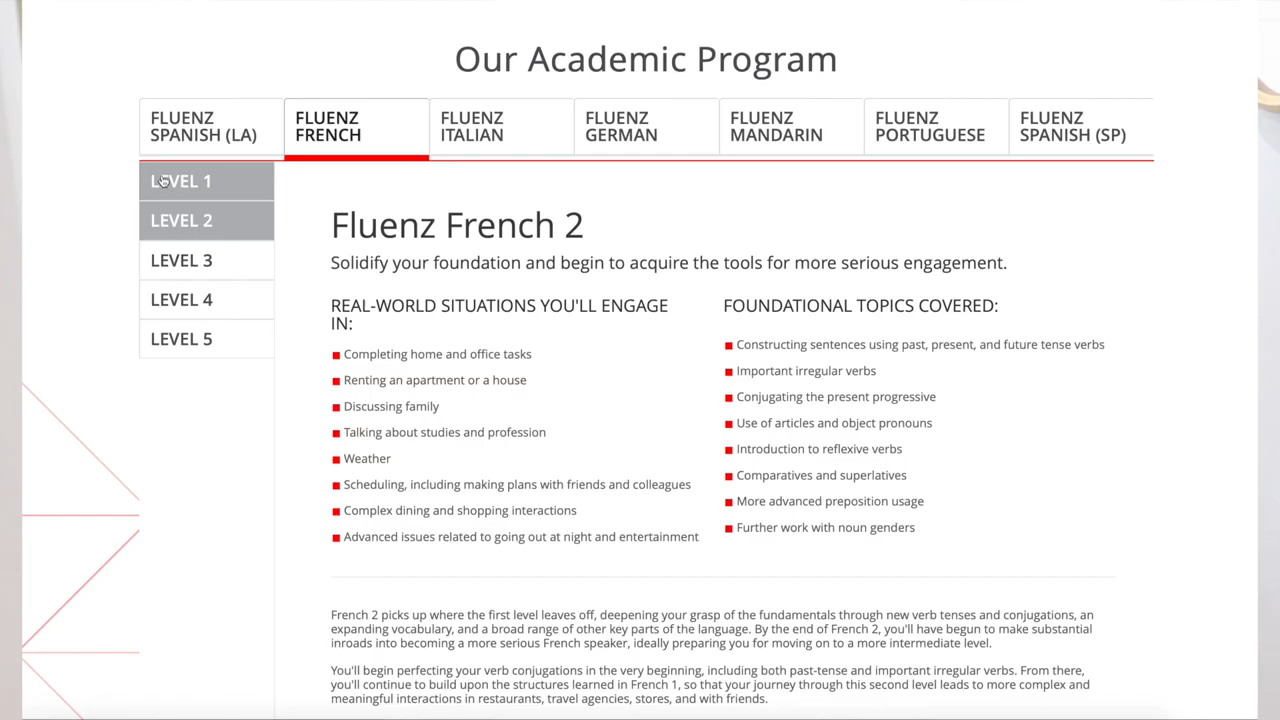 Our Academic Program
FLUENZ
SPANISH (LA)
FLUENZ
FRENCH
FLUENZ
ITALIAN
FLUENZ
GERMAN
FLUENZ
MANDARIN
FLUENZ
PORTUGUESE
FLUENZ
SPANISH (SP)
LEVEL 1
LEVEL 2
LEVEL 3
LEVEL 4
LEVEL 5
Fluenz French 2
Solidify your foundation and begin to acquire the tools for more serious engagement.
REAL-WORLD SITUATIONS YOU'LL ENGAGE
IN:
Completing home and office tasks
Renting an apartment or a house
Discussing family
Talking about studies and profession
Weather
Scheduling, including making plans with friends and colleagues
Complex dining and shopping interactions
Advanced issues related to going out at night and entertainment
FOUNDATIONAL TOPICS COVERED:
Constructing sentences using past, present, and future tense verbs
Important irregular verbs
Conjugating the present progressive
Use of articles and object pronouns
Introduction to reflexive verbs
Comparatives and superlatives
More advanced preposition usage
Further work with noun genders
French 2 picks up where the first level leaves off, deepening your grasp of the fundamentals through new verb tenses and conjugations, an
expanding vocabulary, and a broad range of other key parts of the language. By the end of French 2, you'll have begun to make substantial
inroads into becoming a more serious French speaker, ideally preparing you for moving on to a more intermediate level.
You'll begin perfecting your verb conjugations in the very beginning, including both past-tense and important irregular verbs. From there,
you'll continue to build upon the structures learned in French 1, so that your journey through this second level leads to more complex and
meaningful interactions in restaurants, travel agencies, stores, and with friends.